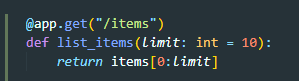 @app.get("/items")
def list_items(limit: int = 10):
    return items[0:limit]